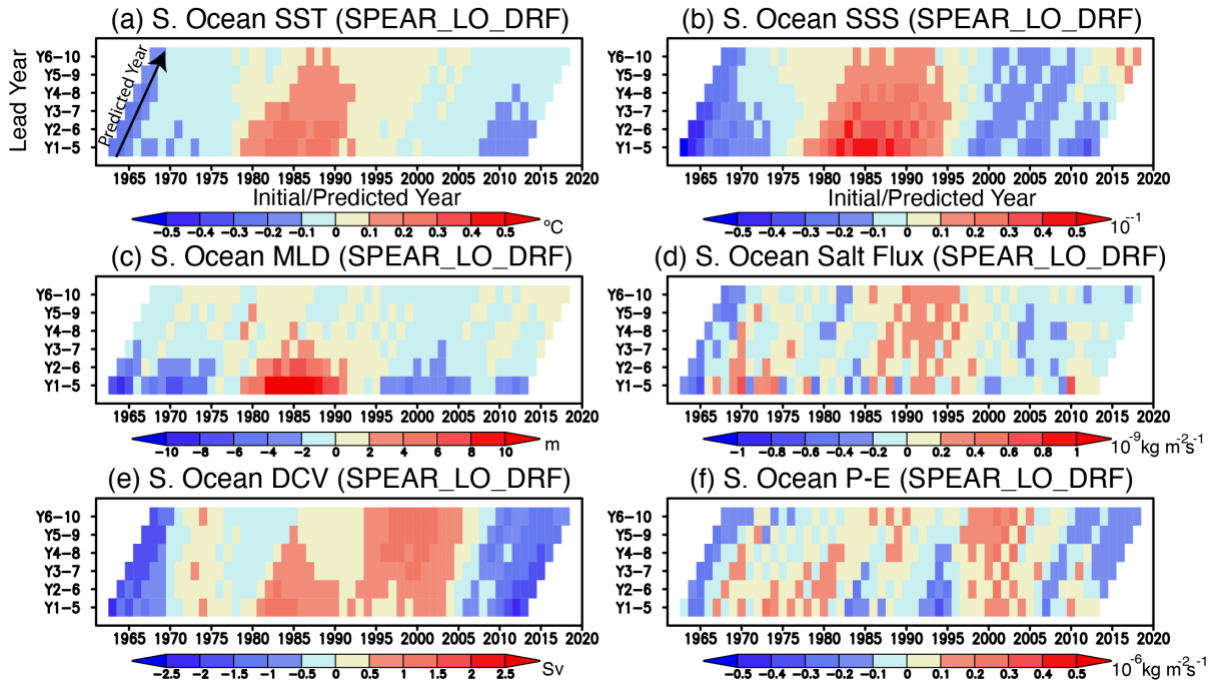 (a) S. Ocean SST (SPEAR_LO_DRF)
Lead Year
Y6-10
Y5-9
Y4-8
Y3-7
Y2-6
Y1-5
Predicted Year
1965 1970 1975 1980 1985 1990 1995 2000 2005 2010 2015 2020
Initial/Predicted Year
-0.5 -0.4 -0.3 -0.2 -0.1 0 0.1 0.2 0.3 0.4 0.5
ºC
(b) S. Ocean SSS (SPEAR_LO_DRF)
Y6-10
Y5-9
Y4-8
Y3-7
Y2-6
Y1-5
1965 1970 1975 1980 1985 1990 1995 2000 2005 2010 2015 2020
Initial/Predicted Year
-0.5 -0.4 -0.3 -0.2 -0.1 0 0.1 0.2 0.3 0.4 0.5
10⁻¹
(c) S. Ocean MLD (SPEAR_LO_DRF)
Y6-10
Y5-9
Y4-8
Y3-7
Y2-6
Y1-5
1965 1970 1975 1980 1985 1990 1995 2000 2005 2010 2015 2020
-10 -8 -6 -4 -2 0 2 4 6 8 10
m
(d) S. Ocean Salt Flux (SPEAR_LO_DRF)
Y6-10
Y5-9
Y4-8
Y3-7
Y2-6
Y1-5
1965 1970 1975 1980 1985 1990 1995 2000 2005 2010 2015 2020
-1 -0.8 -0.6 -0.4 -0.2 0 0.2 0.4 0.6 0.8 1
10⁻⁹kg m⁻²s⁻¹
(e) S. Ocean DCV (SPEAR_LO_DRF)
Y6-10
Y5-9
Y4-8
Y3-7
Y2-6
Y1-5
1965 1970 1975 1980 1985 1990 1995 2000 2005 2010 2015 2020
-2.5 -2 -1.5 -1 -0.5 0 0.5 1 1.5 2 2.5
Sv
(f) S. Ocean P-E (SPEAR_LO_DRF)
Y6-10
Y5-9
Y4-8
Y3-7
Y2-6
Y1-5
1965 1970 1975 1980 1985 1990 1995 2000 2005 2010 2015 2020
-0.5 -0.4 -0.3 -0.2 -0.1 0 0.1 0.2 0.3 0.4 0.5
10⁻⁶kg m⁻²s⁻¹